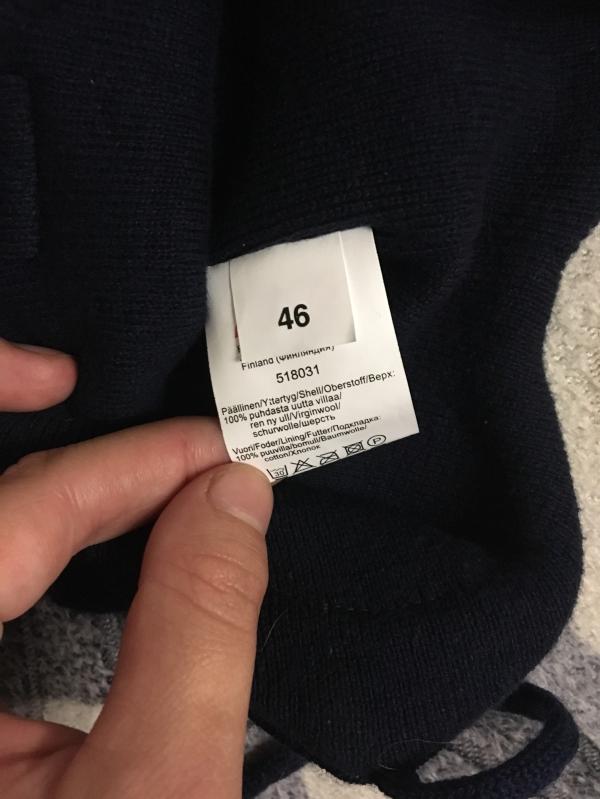 46
Finland (Финляндия)
518031
Päällinen/Yttertyg/Shell/Oberstoff/Верх:
100% puhdasta uutta villaa/
ren ny ull/Virginwool/
schurwolle/шерсть
Vuori/Foder/Lining/Futter/Подкладка:
100% puuvilla/bomull/Baumwolle/
cotton/Хлопок
30 P